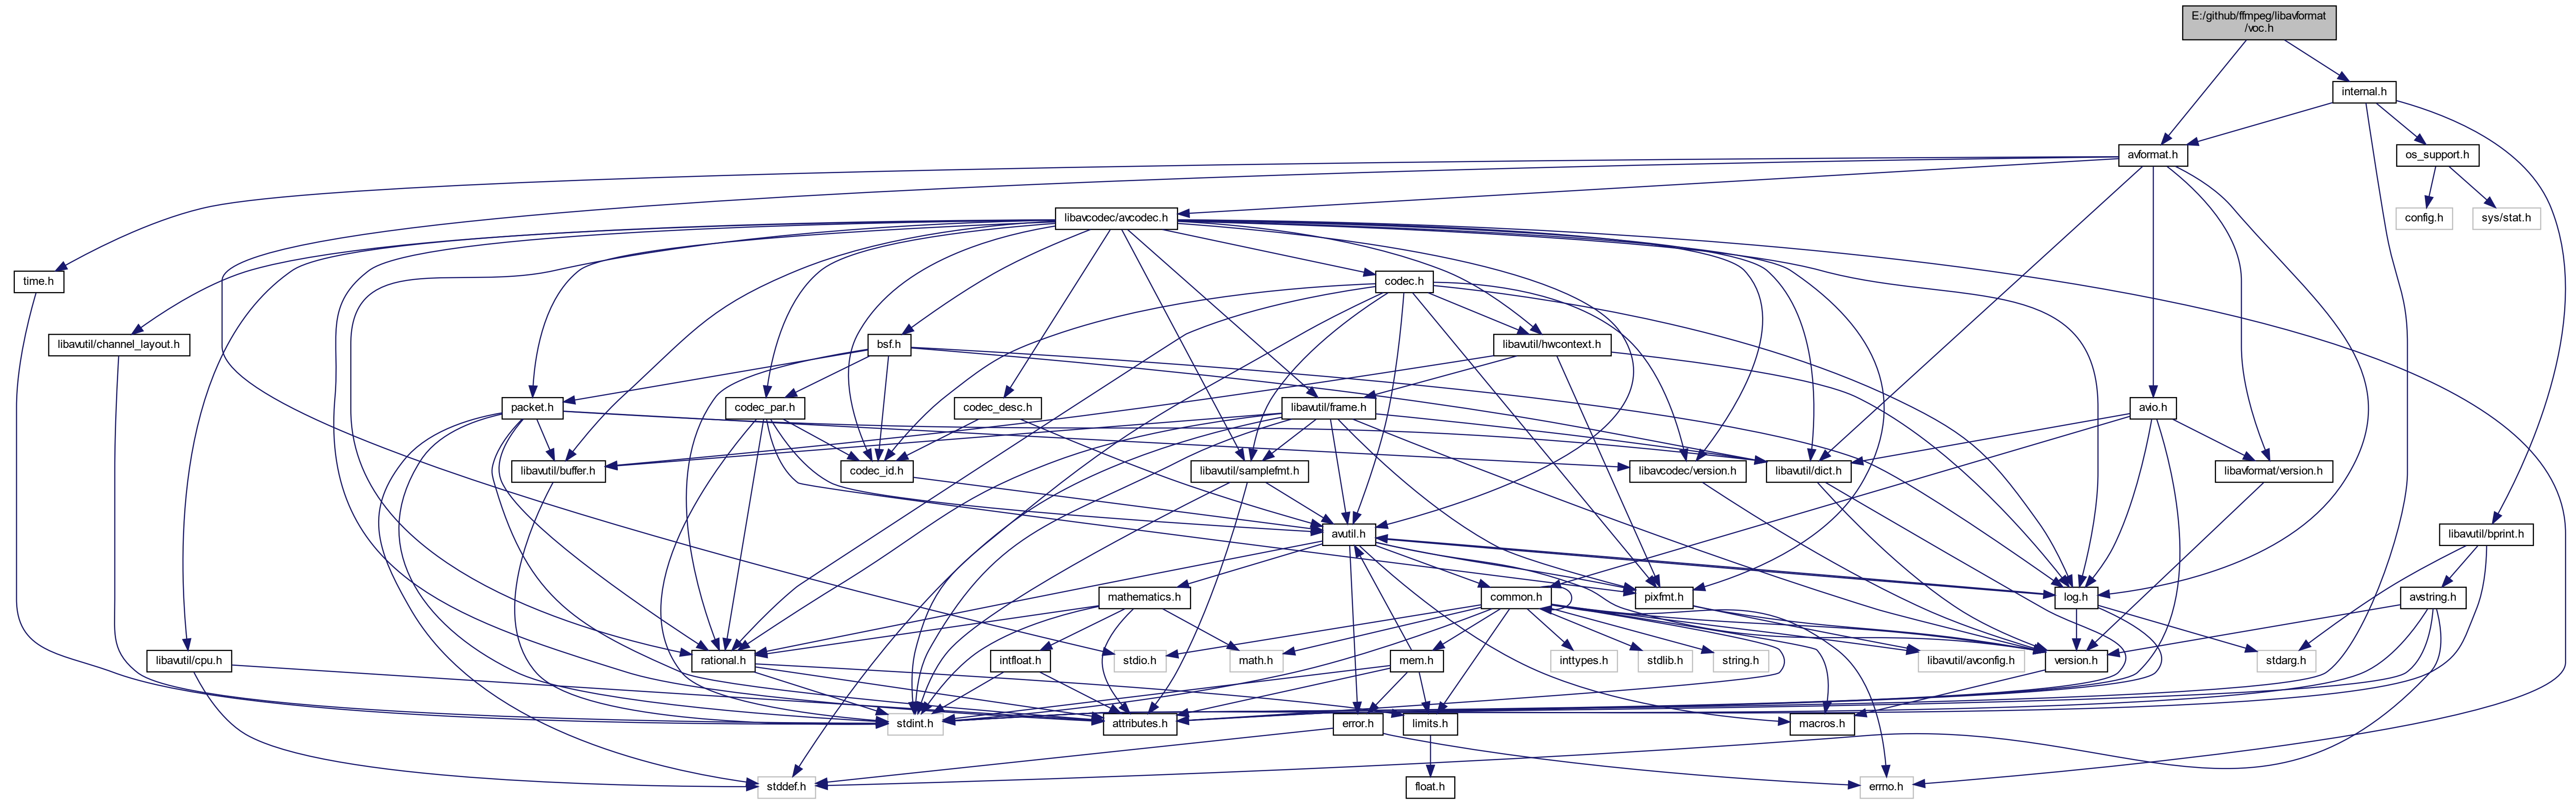 E:/github/ffmpeg/libavformat
/voc.h
internal.h
avformat.h
os_support.h
libavcodec/avcodec.h
config.h
sys/stat.h
time.h
codec.h
libavutil/channel_layout.h
bsf.h
libavutil/hwcontext.h
packet.h
codec_par.h
codec_desc.h
libavutil/frame.h
avio.h
libavutil/buffer.h
codec_id.h
libavutil/samplefmt.h
libavcodec/version.h
libavutil/dict.h
libavformat/version.h
avutil.h
libavutil/bprint.h
mathematics.h
common.h
pixfmt.h
log.h
avstring.h
libavutil/cpu.h
rational.h
intfloat.h
stdio.h
math.h
mem.h
inttypes.h
stdlib.h
string.h
libavutil/avconfig.h
version.h
stdarg.h
stdint.h
attributes.h
error.h
limits.h
macros.h
stddef.h
float.h
errno.h